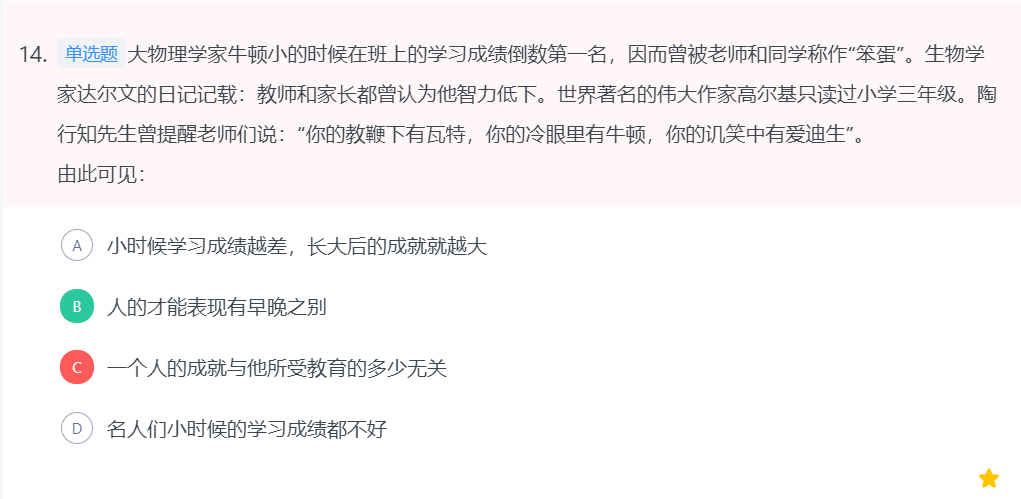 14. 单选题 大物理学家牛顿小的时候在班上的学习成绩倒数第一名，因而曾被老师和同学称作“笨蛋”。生物学
家达尔文的日记记载：教师和家长都曾认为他智力低下。世界著名的伟大作家高尔基只读过小学三年级。陶
行知先生曾提醒老师们说：“你的教鞭下有瓦特，你的冷眼里有牛顿，你的讥笑中有爱迪生”。
由此可见：
A 小时候学习成绩越差，长大后的成就就越大
B 人的才能表现有早晚之别
C 一个人的成就与他所受教育的多少无关
D 名人们小时候的学习成绩都不好